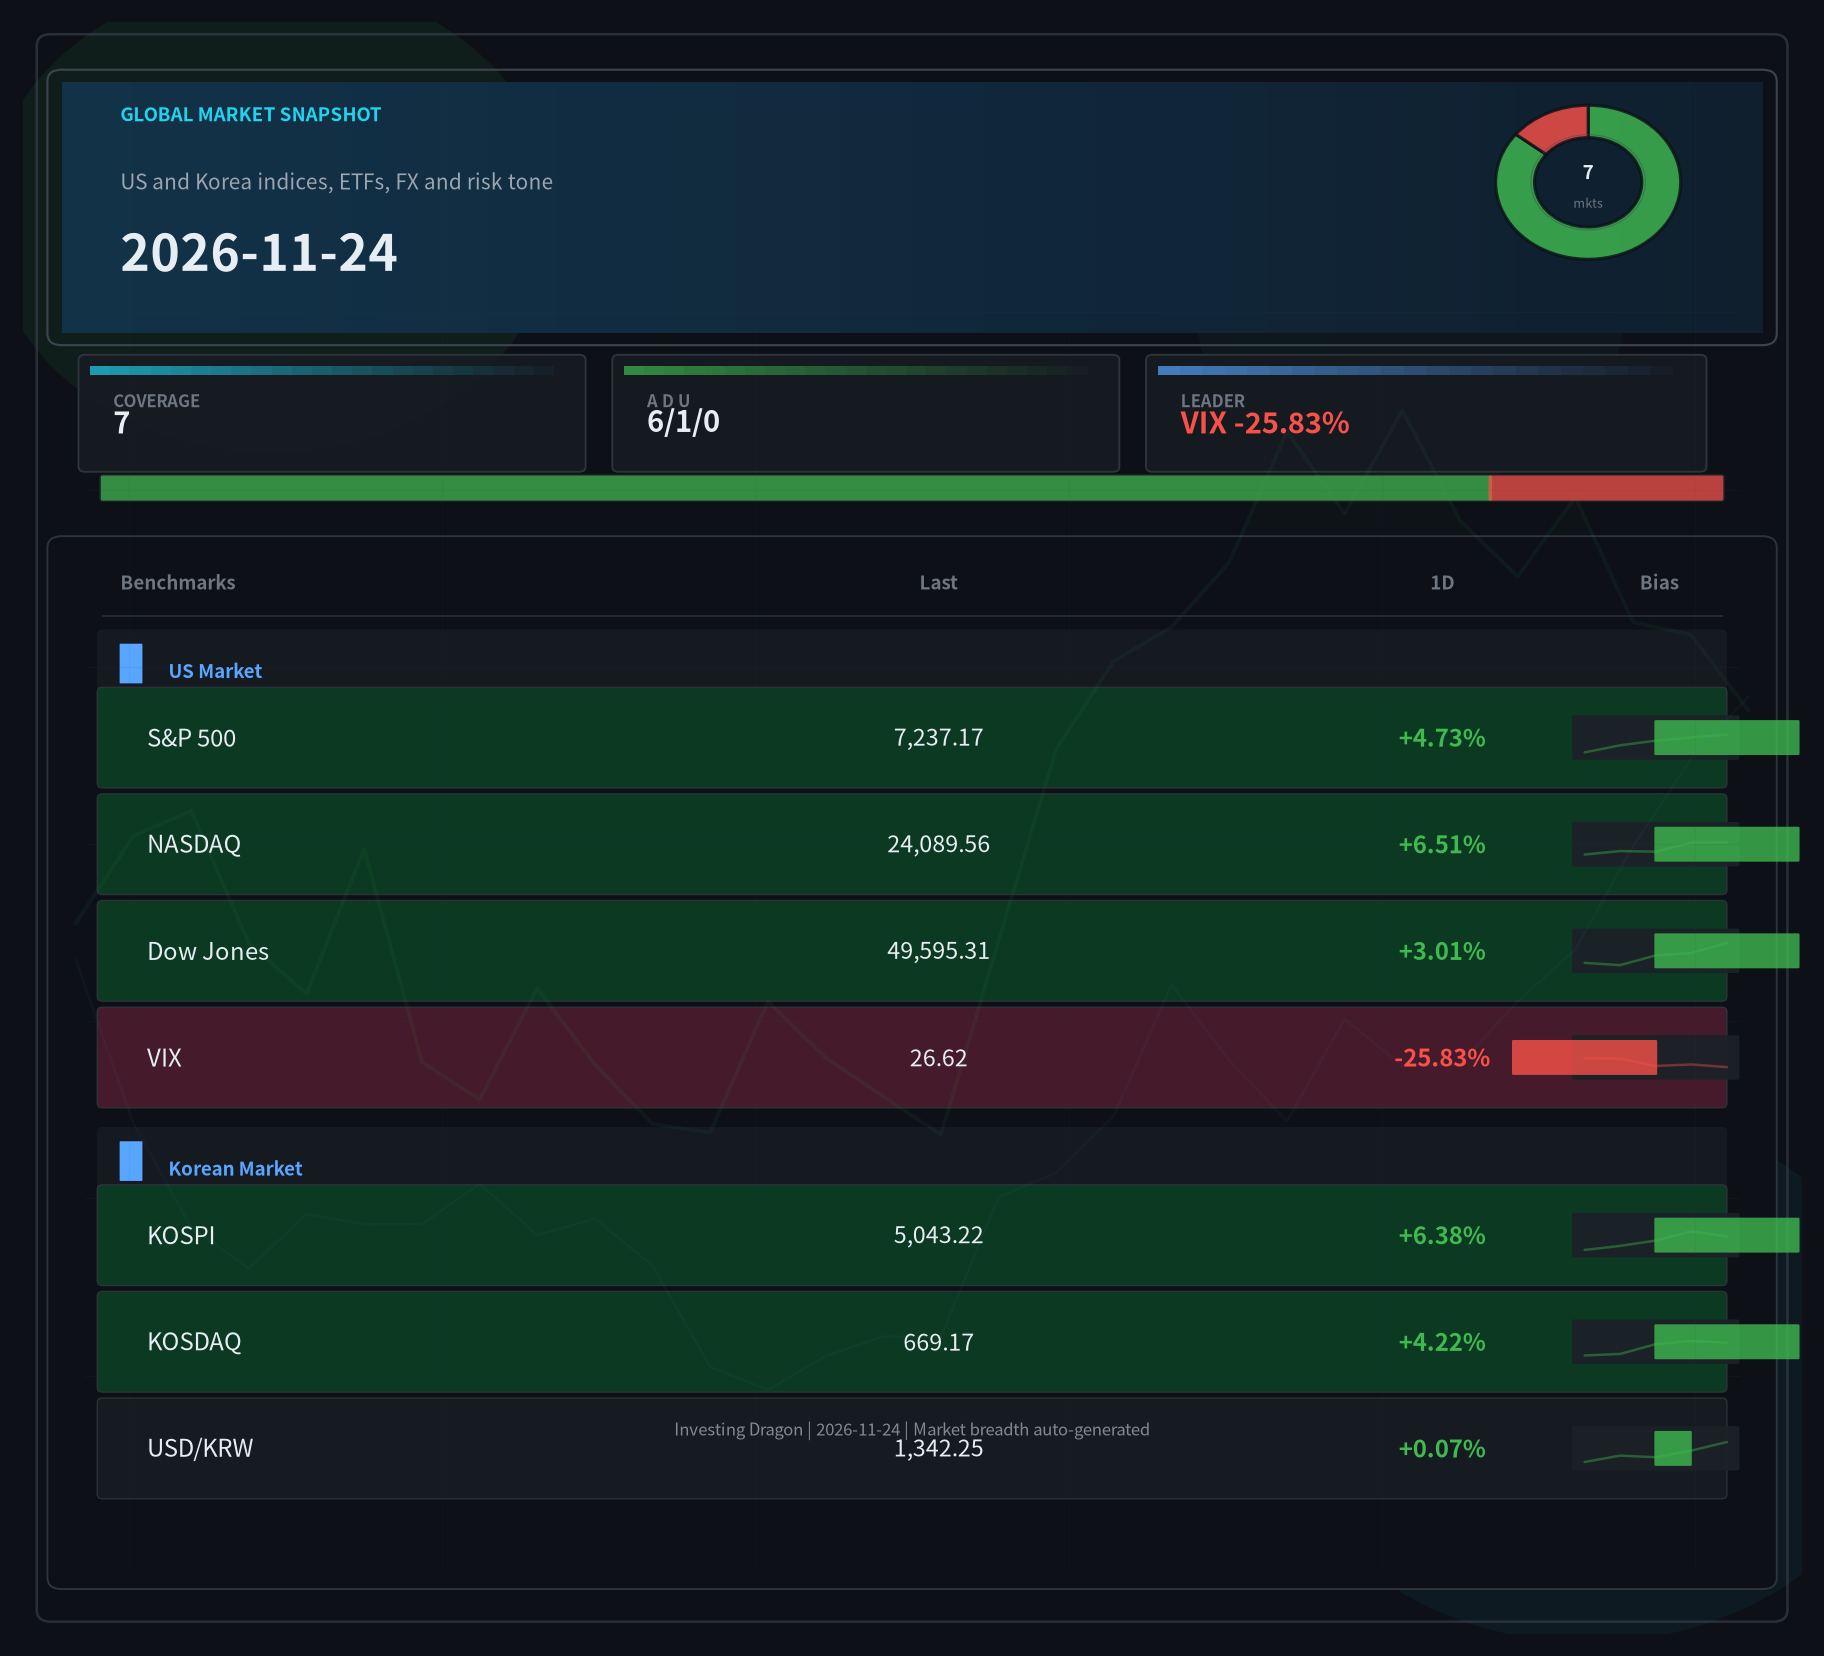 GLOBAL MARKET SNAPSHOT
US and Korea indices, ETFs, FX and risk tone
2026-11-24
7
mkts
COVERAGE
7
A D U
6/1/0
LEADER
VIX -25.83%
Benchmarks Last 1D Bias
US Market
S&P 500 7,237.17 +4.73%
NASDAQ 24,089.56 +6.51%
Dow Jones 49,595.31 +3.01%
VIX 26.62 -25.83%
Korean Market
KOSPI 5,043.22 +6.38%
KOSDAQ 669.17 +4.22%
Investing Dragon | 2026-11-24 | Market breadth auto-generated
USD/KRW 1,342.25 +0.07%